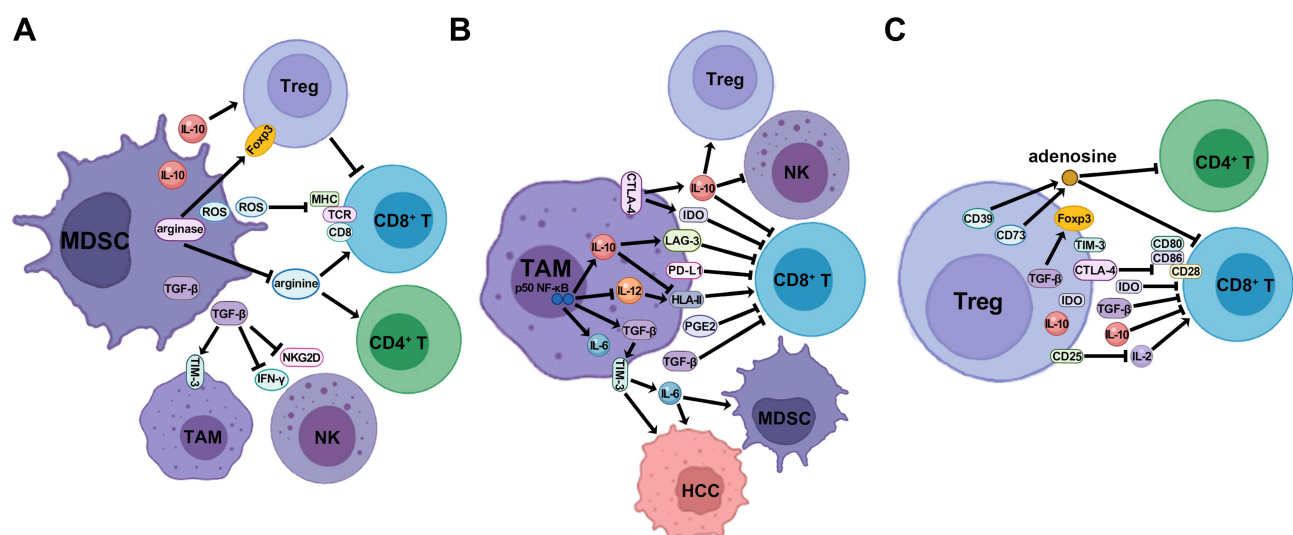 A
Treg
IL-10
Foxp3
IL-10
ROS
ROS
MHC
TCR
CD8
CD8⁺ T
MDSC
arginase
arginine
TGF-β
TGF-β
CD4⁺ T
NKG2D
IFN-γ
TIM-3
TAM
NK
B
Treg
NK
CTLA-4
IL-10
IDO
LAG-3
IL-10
PD-L1
TAM
p50 NF-κB
IL-12
HLA-II
CD8⁺ T
PGE2
TGF-β
IL-6
TGF-β
TIM-3
IL-6
MDSC
HCC
C
adenosine
CD4⁺ T
CD39
CD73
Foxp3
TIM-3
CD80
CD86
CD28
CTLA-4
TGF-β
CD8⁺ T
Treg
IDO
IDO
TGF-β
IL-10
IL-10
CD25
IL-2